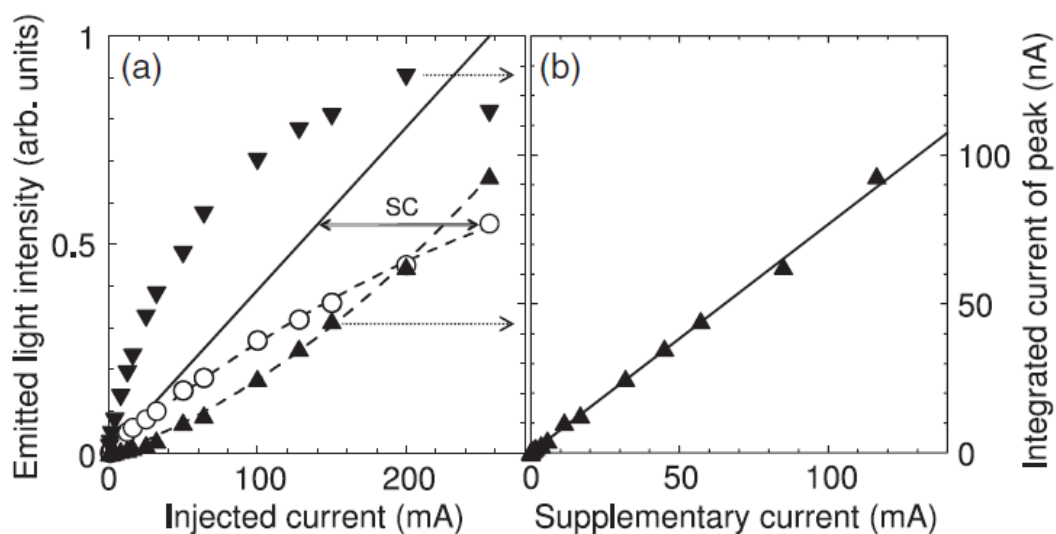 Emitted light intensity (arb. units)
1
0.5
0
(a)
SC
0
100
200
Injected current (mA)
(b)
0
50
100
Supplementary current (mA)
100
50
0
Integrated current of peak (nA)